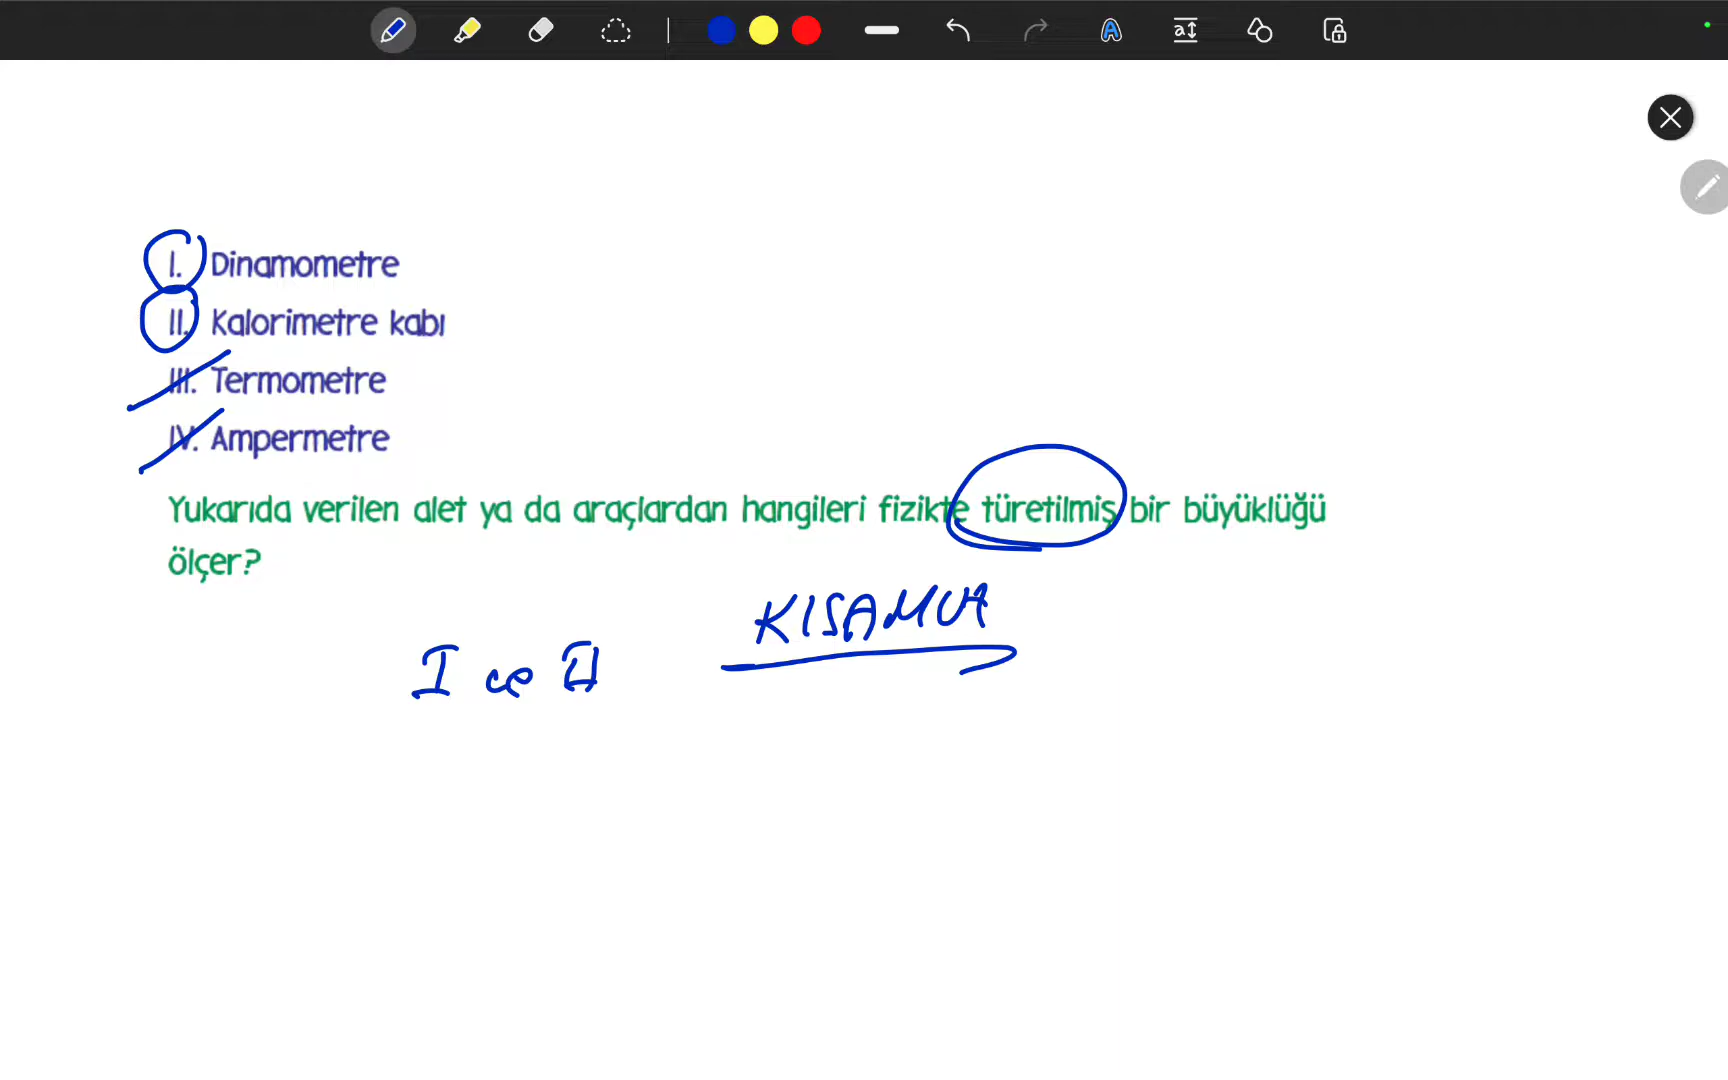 I. Dinamometre
II. Kalorimetre kabı
III. Termometre
IV. Ampermetre
Yukarıda verilen alet ya da araçlardan hangileri fizikte türetilmiş bir büyüklüğü
ölçer?
KISAMUA
I ve II